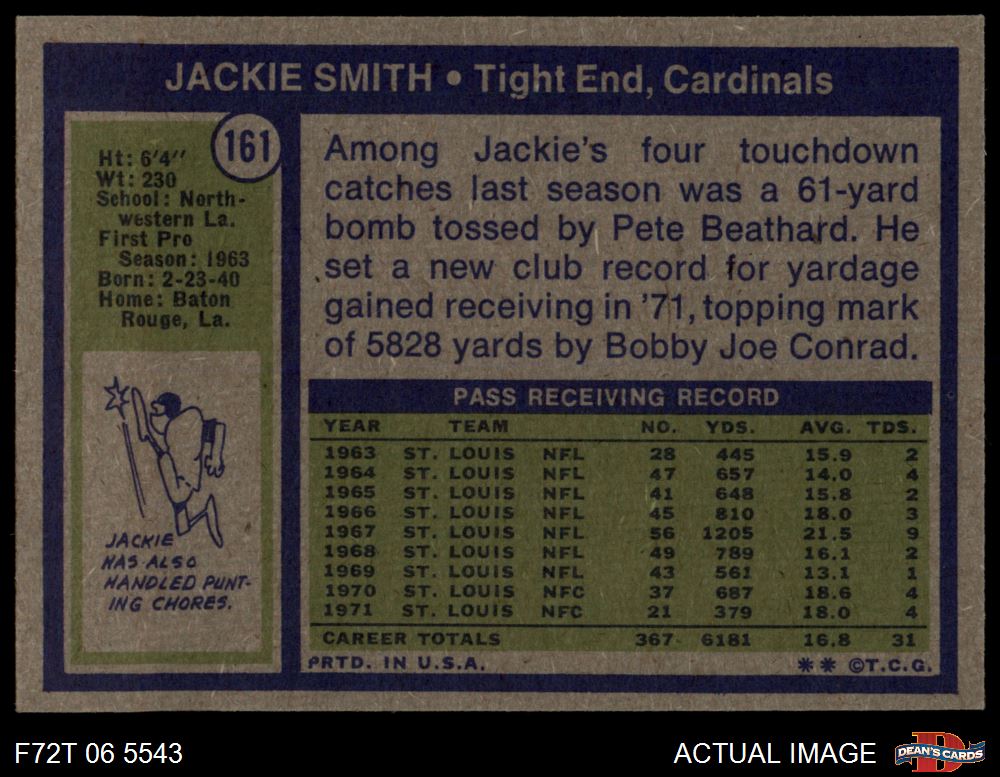 JACKIE SMITH • Tight End, Cardinals
161
Ht: 6'4''
Wt: 230
School: North-
western La.
First Pro
Season: 1963
Born: 2-23-40
Home: Baton
Rouge, La.
JACKIE
HAS ALSO
HANDLED PUNT-
ING CHORES.
Among Jackie's four touchdown
catches last season was a 61-yard
bomb tossed by Pete Beathard. He
set a new club record for yardage
gained receiving in '71, topping mark
of 5828 yards by Bobby Joe Conrad.
PASS RECEIVING RECORD
YEAR TEAM NO. YDS. AVG. TDS.
1963 ST. LOUIS NFL 28 445 15.9 2
1964 ST. LOUIS NFL 47 657 14.0 4
1965 ST. LOUIS NFL 41 648 15.8 2
1966 ST. LOUIS NFL 45 810 18.0 3
1967 ST. LOUIS NFL 56 1205 21.5 9
1968 ST. LOUIS NFL 49 789 16.1 2
1969 ST. LOUIS NFL 43 561 13.1 1
1970 ST. LOUIS NFC 37 687 18.6 4
1971 ST. LOUIS NFC 21 379 18.0 4
CAREER TOTALS 367 6181 16.8 31
PRTD. IN U.S.A. ** ©T.C.G.
F72T 06 5543
ACTUAL IMAGE
D
DEAN'S CARDS